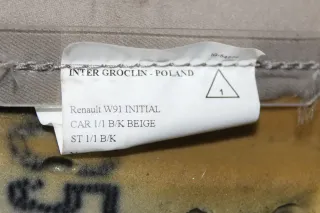 INTER GROCLIN - POLAND
1
Renault W91 INITIAL
CAR 1/1 B/K BEIGE
ST 1/1 B/K